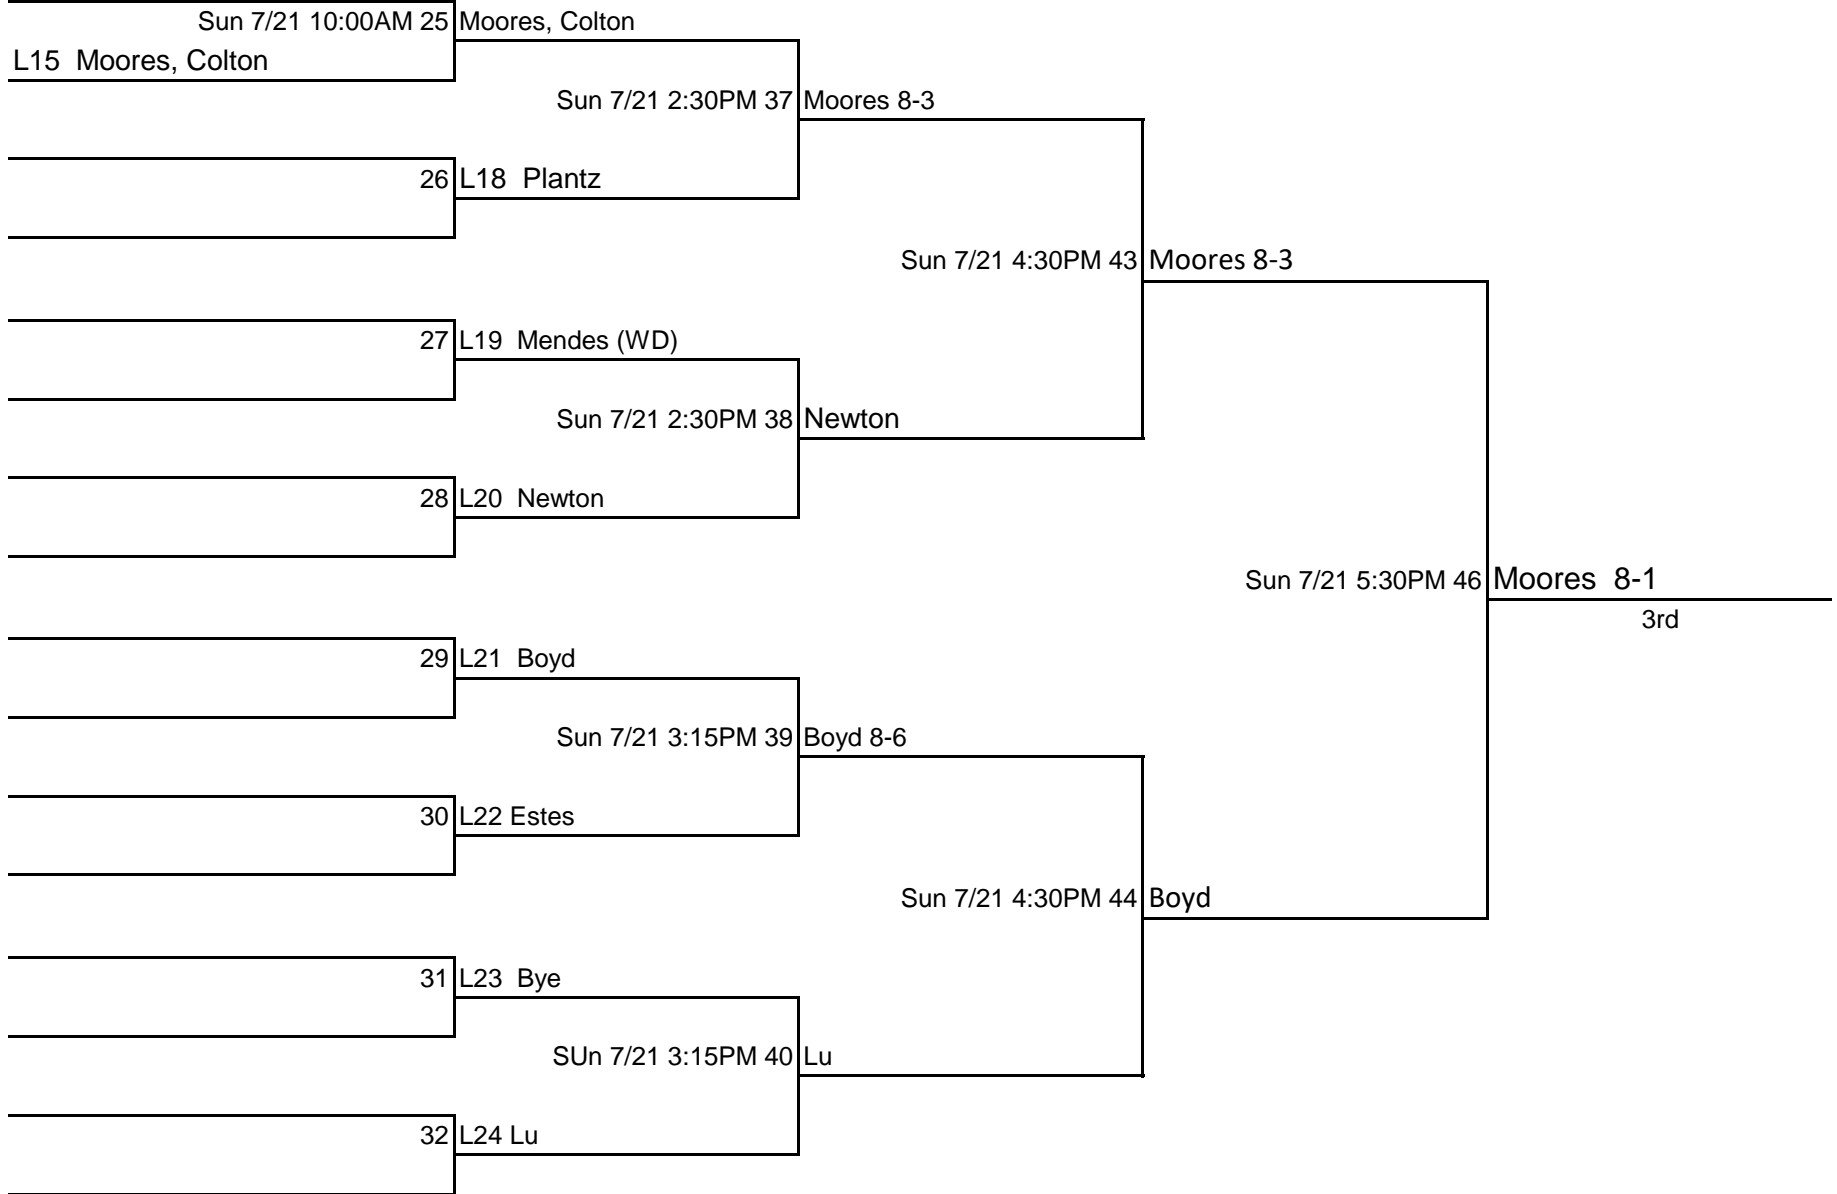 Sun 7/21 10:00AM 25 Moores, Colton
L15 Moores, Colton
Sun 7/21 2:30PM 37 Moores 8-3
26 L18 Plantz
Sun 7/21 4:30PM 43 Moores 8-3
27 L19 Mendes (WD)
Sun 7/21 2:30PM 38 Newton
28 L20 Newton
Sun 7/21 5:30PM 46 Moores 8-1
3rd
29 L21 Boyd
Sun 7/21 3:15PM 39 Boyd 8-6
30 L22 Estes
Sun 7/21 4:30PM 44 Boyd
31 L23 Bye
SUn 7/21 3:15PM 40 Lu
32 L24 Lu